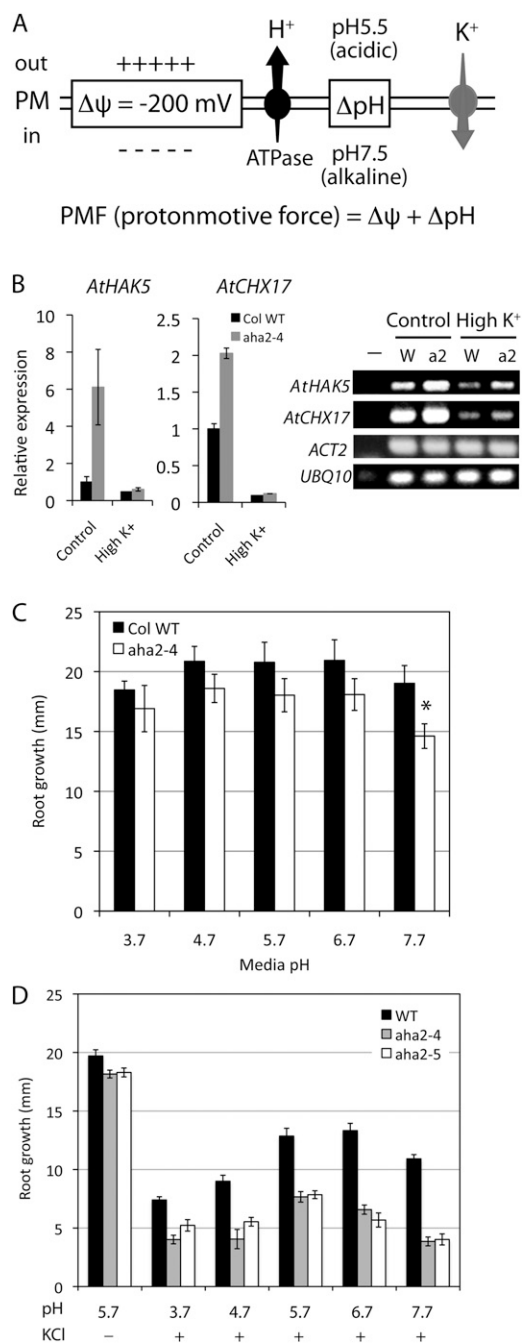 A
H+
pH5.5
(acidic)
K+
out
+++++
PM
Δψ = -200 mV
ΔpH
in
- - - - -
ATPase
pH7.5
(alkaline)
PMF (protonmotive force) = Δψ + ΔpH
B
AtHAK5
AtCHX17
Relative expression
10
8
6
4
2
0
2.5
2
1.5
1
0.5
0
Col WT
aha2-4
Control
High K+
Control
High K+
Control High K+
– W a2 W a2
AtHAK5
AtCHX17
ACT2
UBQ10
C
Root growth (mm)
25
20
15
10
5
0
Col WT
aha2-4
*
3.7 4.7 5.7 6.7 7.7
Media pH
D
Root growth (mm)
25
20
15
10
5
0
WT
aha2-4
aha2-5
pH 5.7 3.7 4.7 5.7 6.7 7.7
KCl – + + + + +